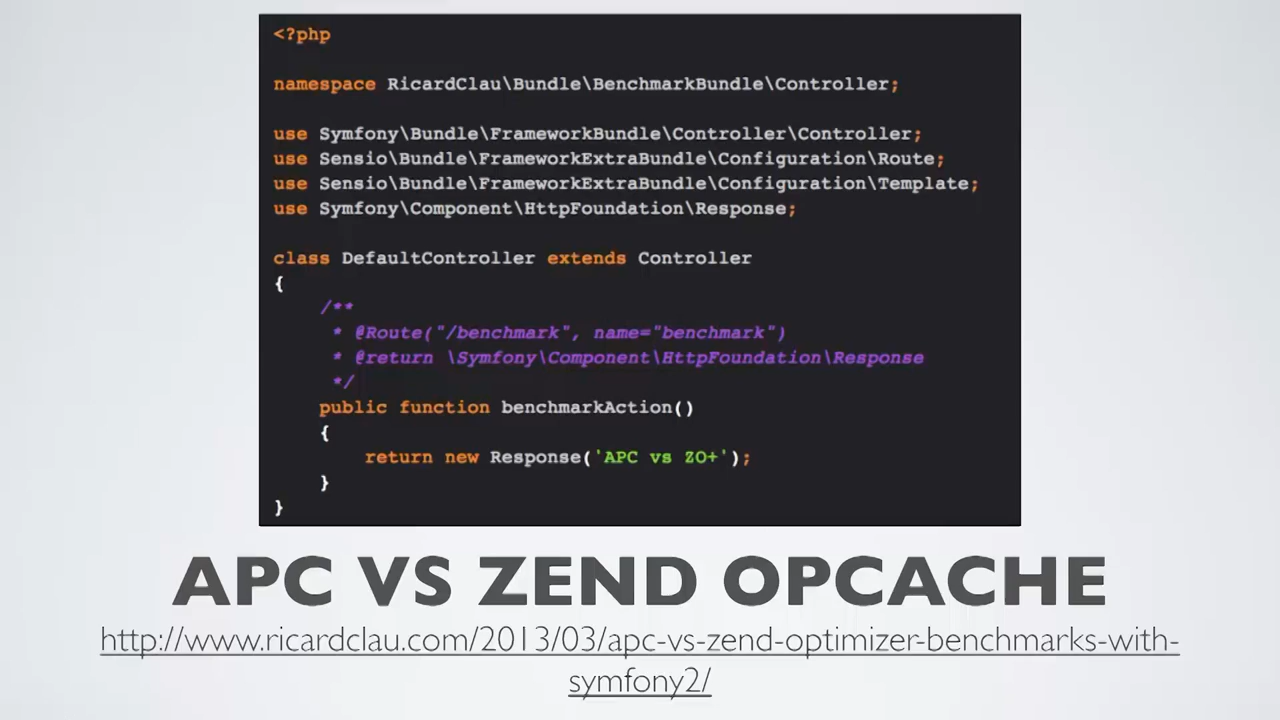 <?php
namespace RicardClau\Bundle\BenchmarkBundle\Controller;
use Symfony\Bundle\FrameworkBundle\Controller\Controller;
use Sensio\Bundle\FrameworkExtraBundle\Configuration\Route;
use Sensio\Bundle\FrameworkExtraBundle\Configuration\Template;
use Symfony\Component\HttpFoundation\Response;
class DefaultController extends Controller
{
    /**
     * @Route("/benchmark", name="benchmark")
     * @return \Symfony\Component\HttpFoundation\Response
     */
    public function benchmarkAction()
    {
        return new Response('APC vs ZO+');
    }
}
APC VS ZEND OPCACHE
http://www.ricardclau.com/2013/03/apc-vs-zend-optimizer-benchmarks-with-
symfony2/